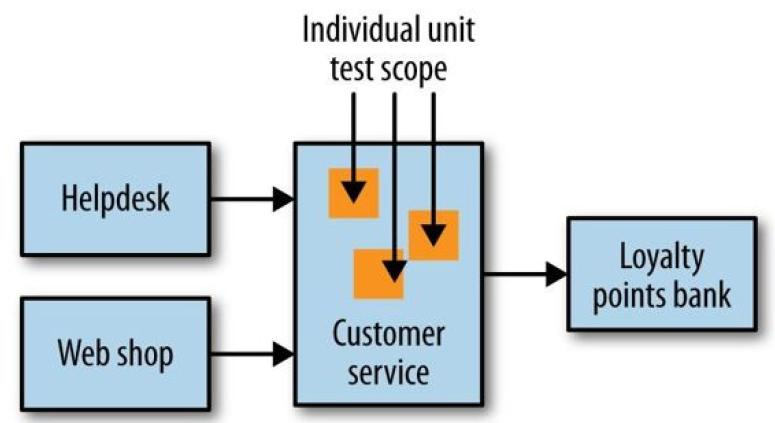 Individual unit
test scope
Helpdesk
Web shop
Customer
service
Loyalty
points bank